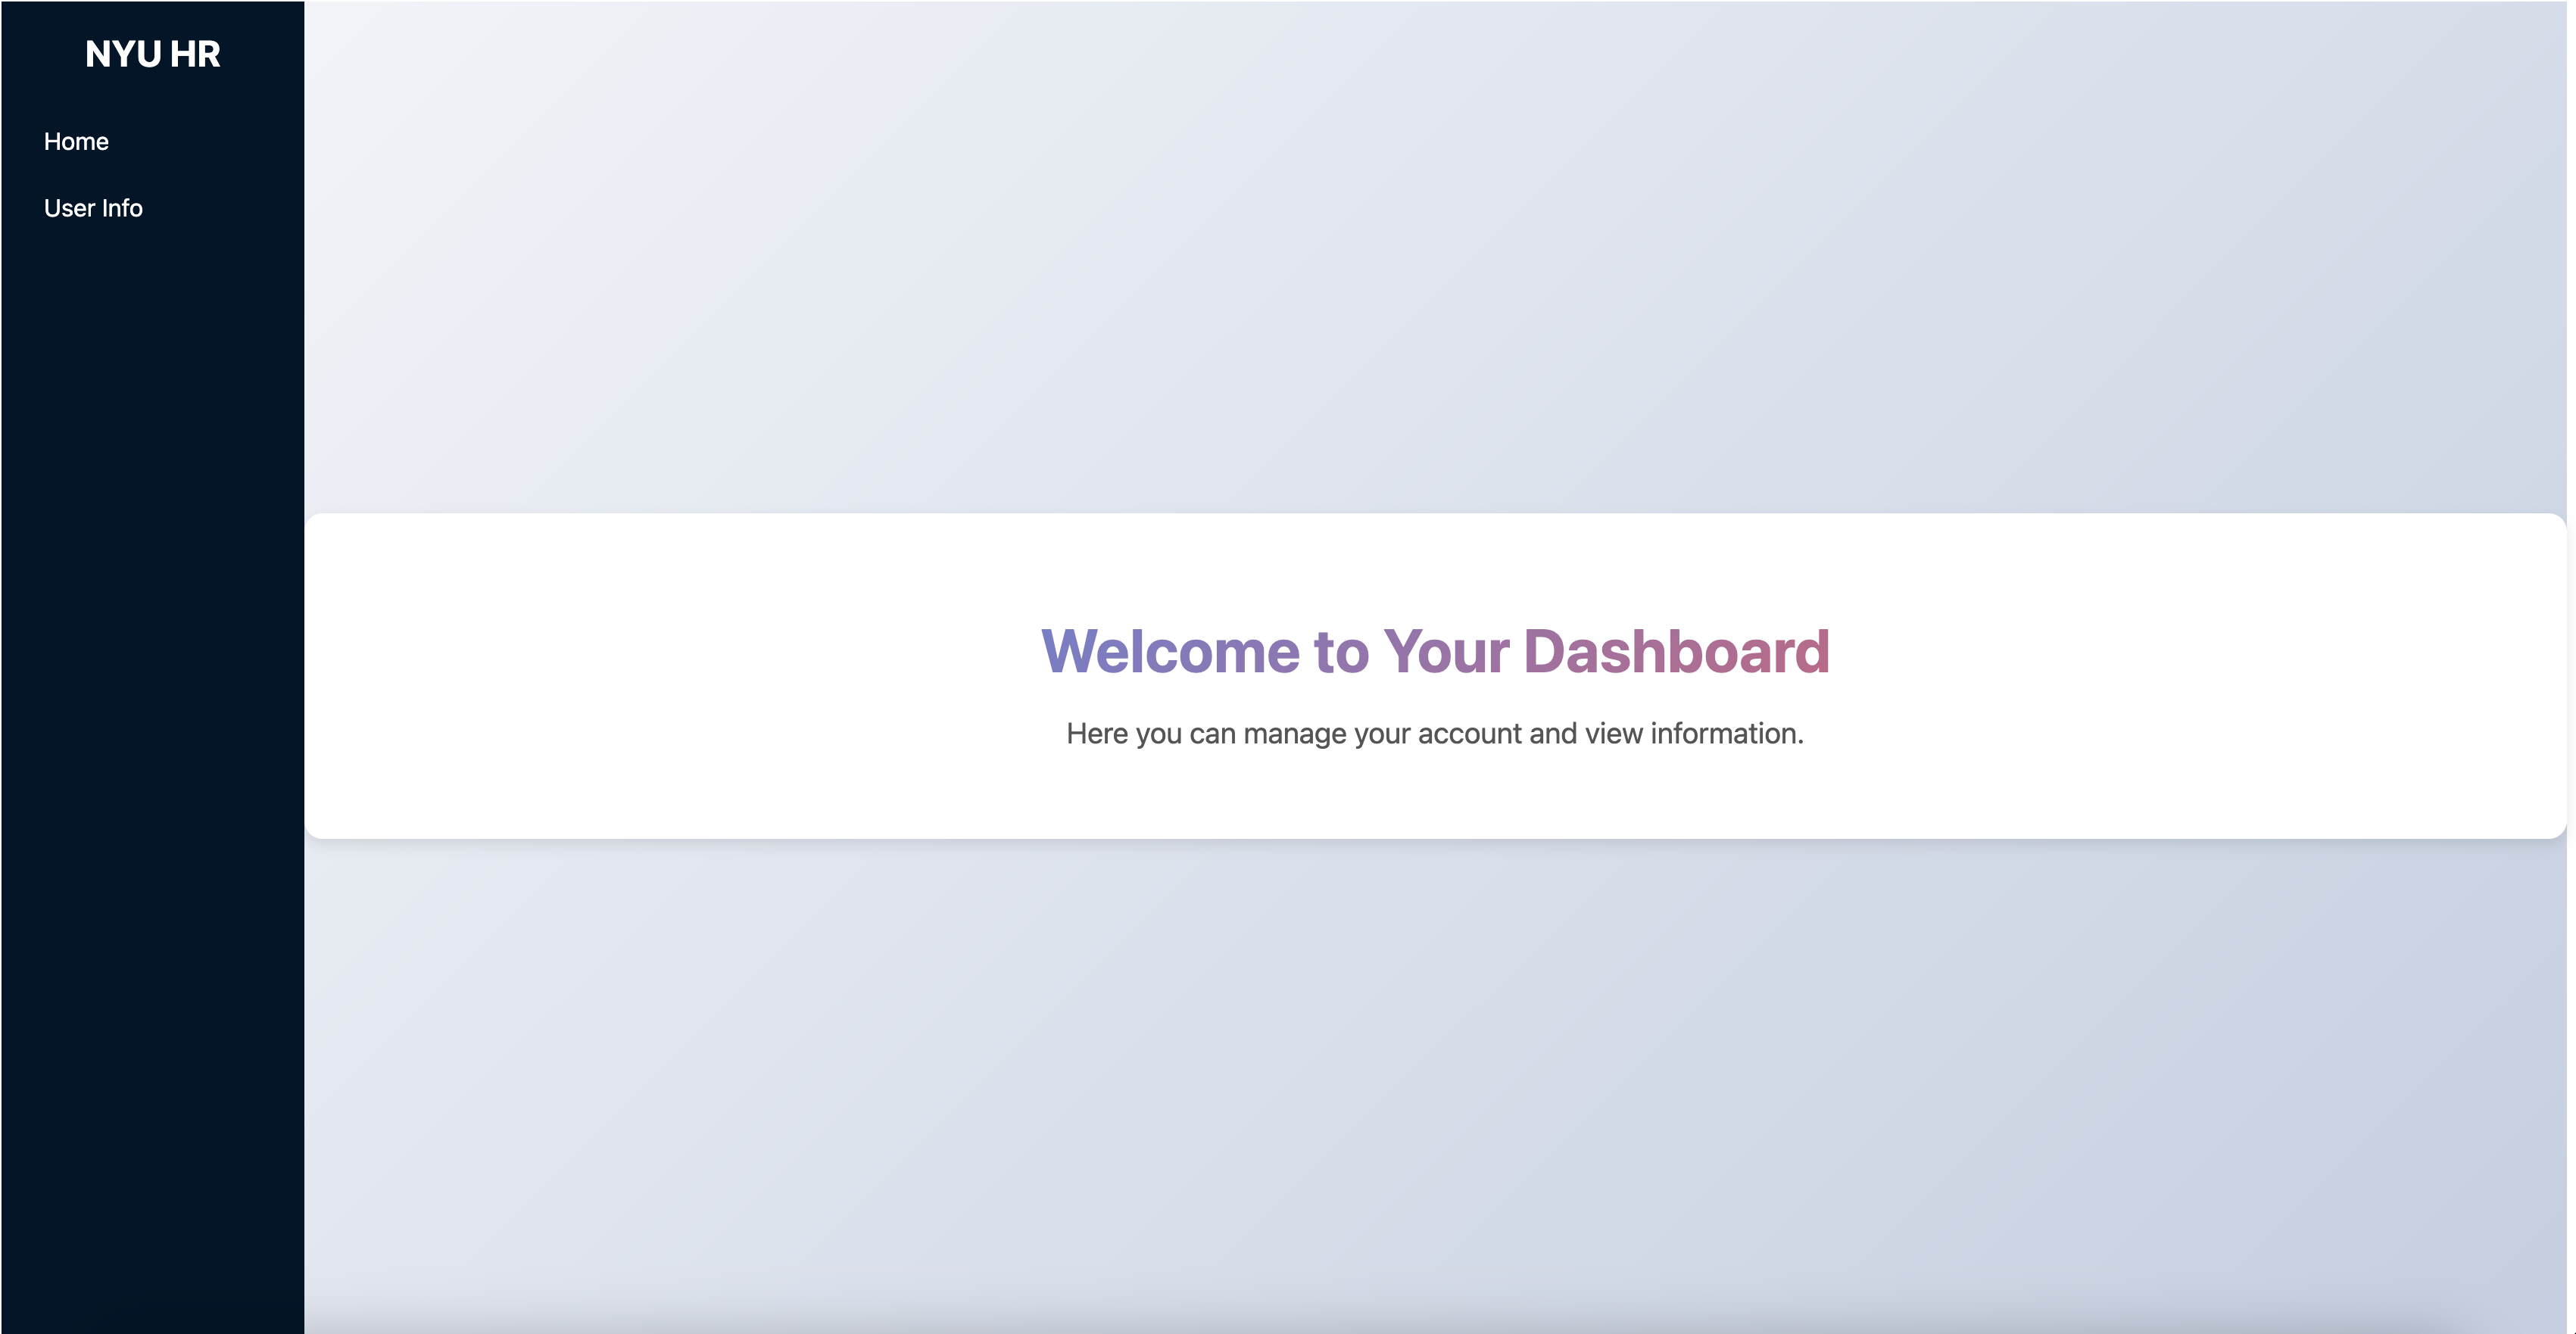 NYU HR
Home
User Info
Welcome to Your Dashboard
Here you can manage your account and view information.